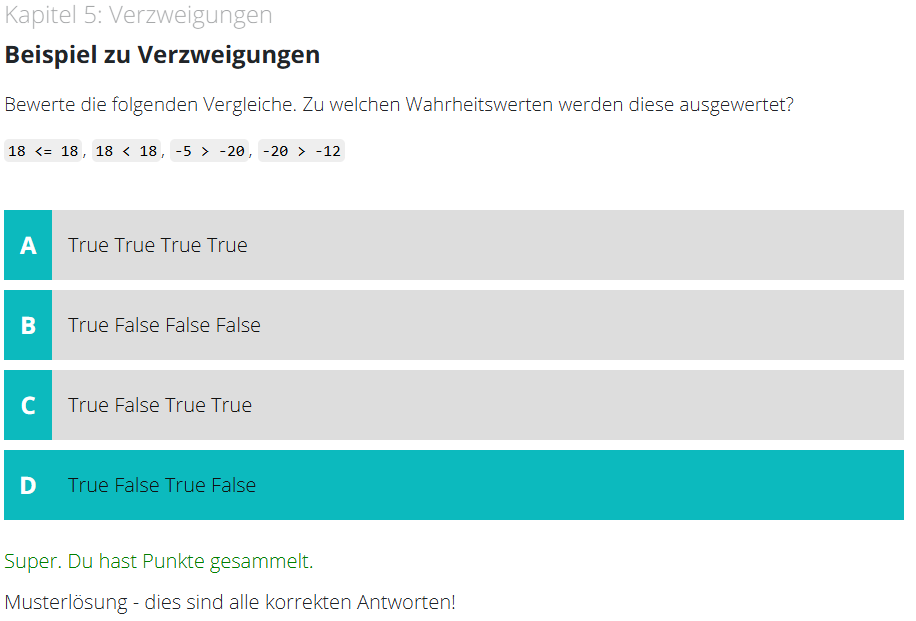 Kapitel 5: Verzweigungen
Beispiel zu Verzweigungen
Bewerte die folgenden Vergleiche. Zu welchen Wahrheitswerten werden diese ausgewertet?
18 <= 18, 18 < 18, -5 > -20, -20 > -12
A True True True True
B True False False False
C True False True True
D True False True False
Super. Du hast Punkte gesammelt.
Musterlösung - dies sind alle korrekten Antworten!